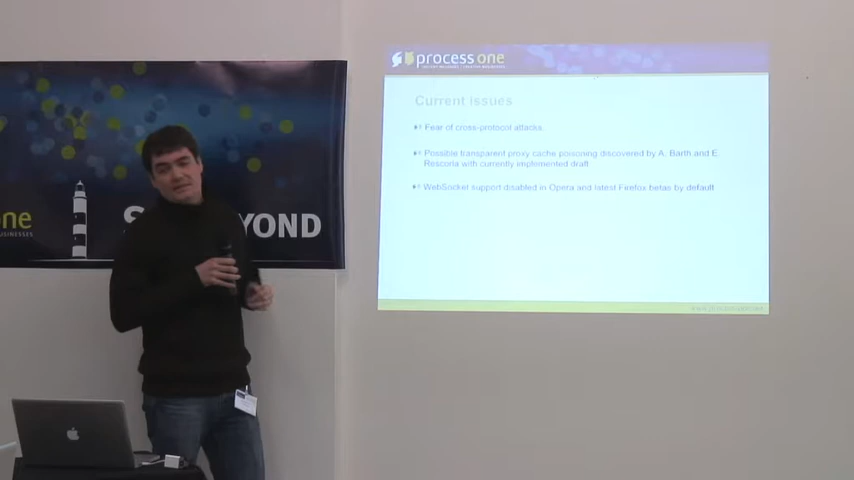 process one
Current issues
Fear of cross-protocol attacks.
Possible transparent proxy cache poisoning discovered by A. Barth and E.
Rescorla with currently implemented draft.
WebSocket support disabled in Opera and latest Firefox betas by default
one
YOND